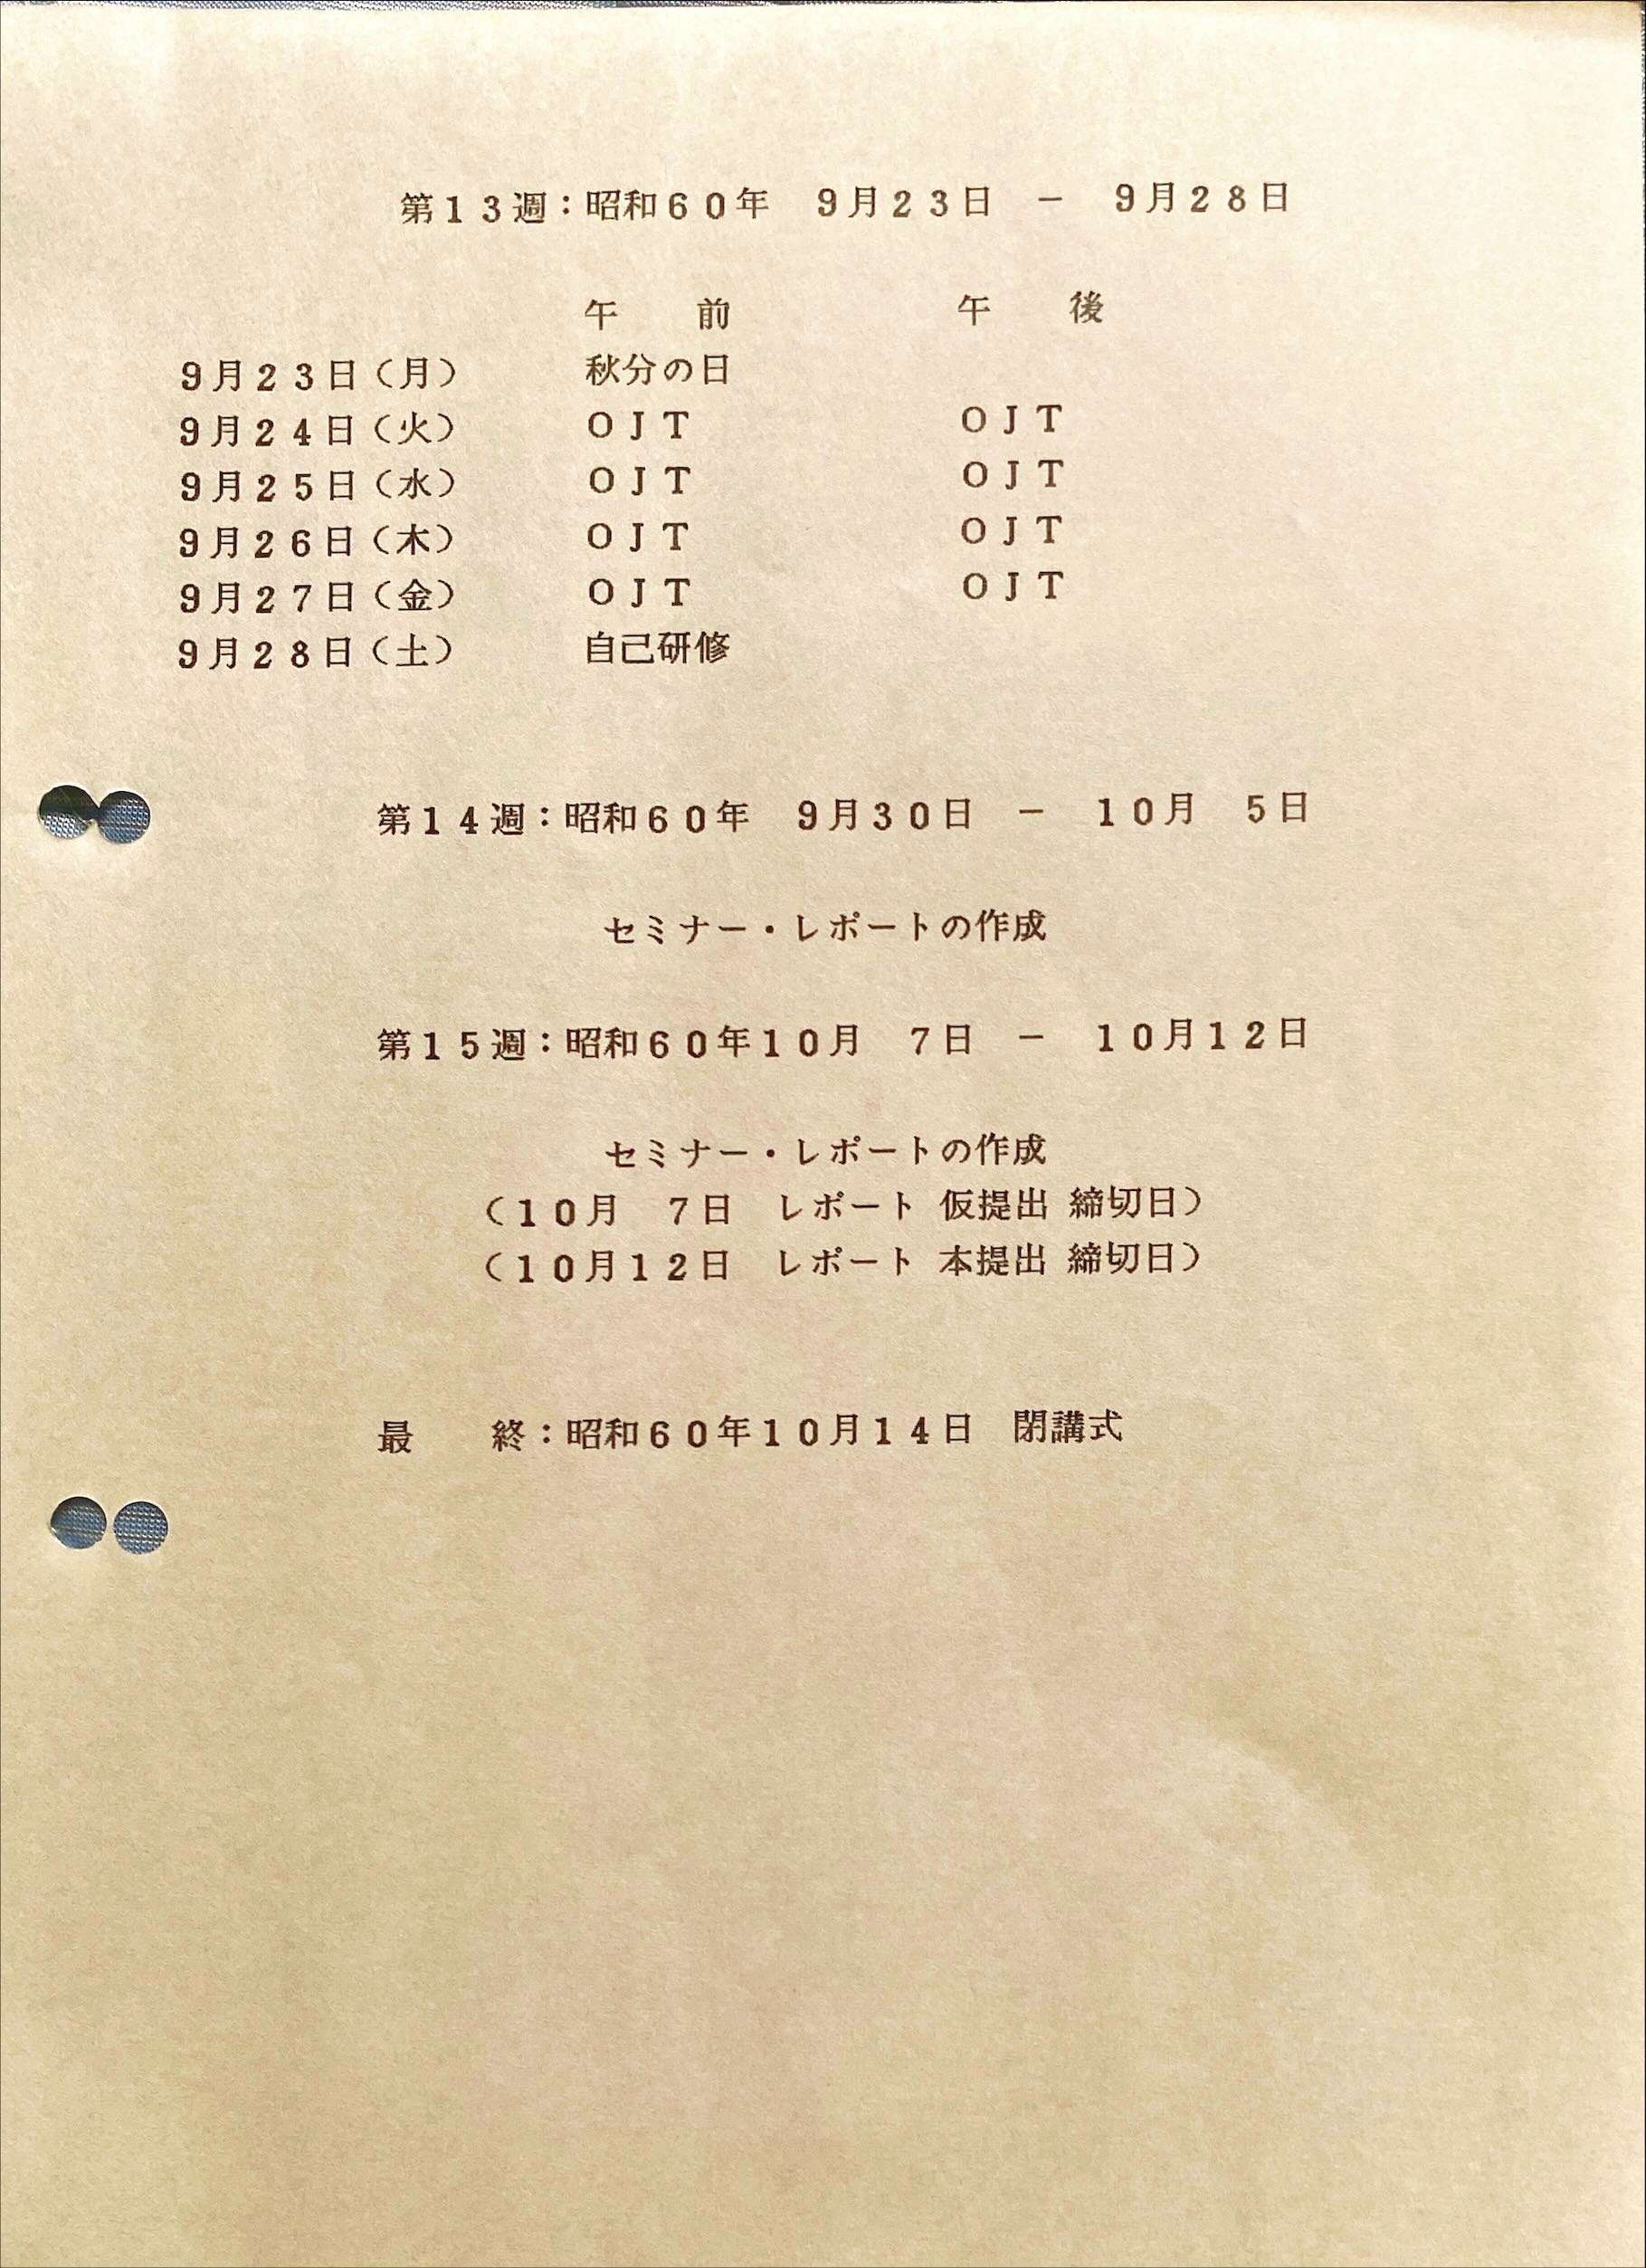 第１３週：昭和６０年　９月２３日　－　９月２８日
午　　前　　　　　　午　　後
９月２３日（月）　　　秋分の日
９月２４日（火）　　　ＯＪＴ　　　　　　　ＯＪＴ
９月２５日（水）　　　ＯＪＴ　　　　　　　ＯＪＴ
９月２６日（木）　　　ＯＪＴ　　　　　　　ＯＪＴ
９月２７日（金）　　　ＯＪＴ　　　　　　　ＯＪＴ
９月２８日（土）　　　自己研修
第１４週：昭和６０年　９月３０日　－　１０月　５日
セミナー・レポートの作成
第１５週：昭和６０年１０月　７日　－　１０月１２日
セミナー・レポートの作成
（１０月　７日　レポート 仮提出 締切日）
（１０月１２日　レポート 本提出 締切日）
最　　終：昭和６０年１０月１４日　閉講式